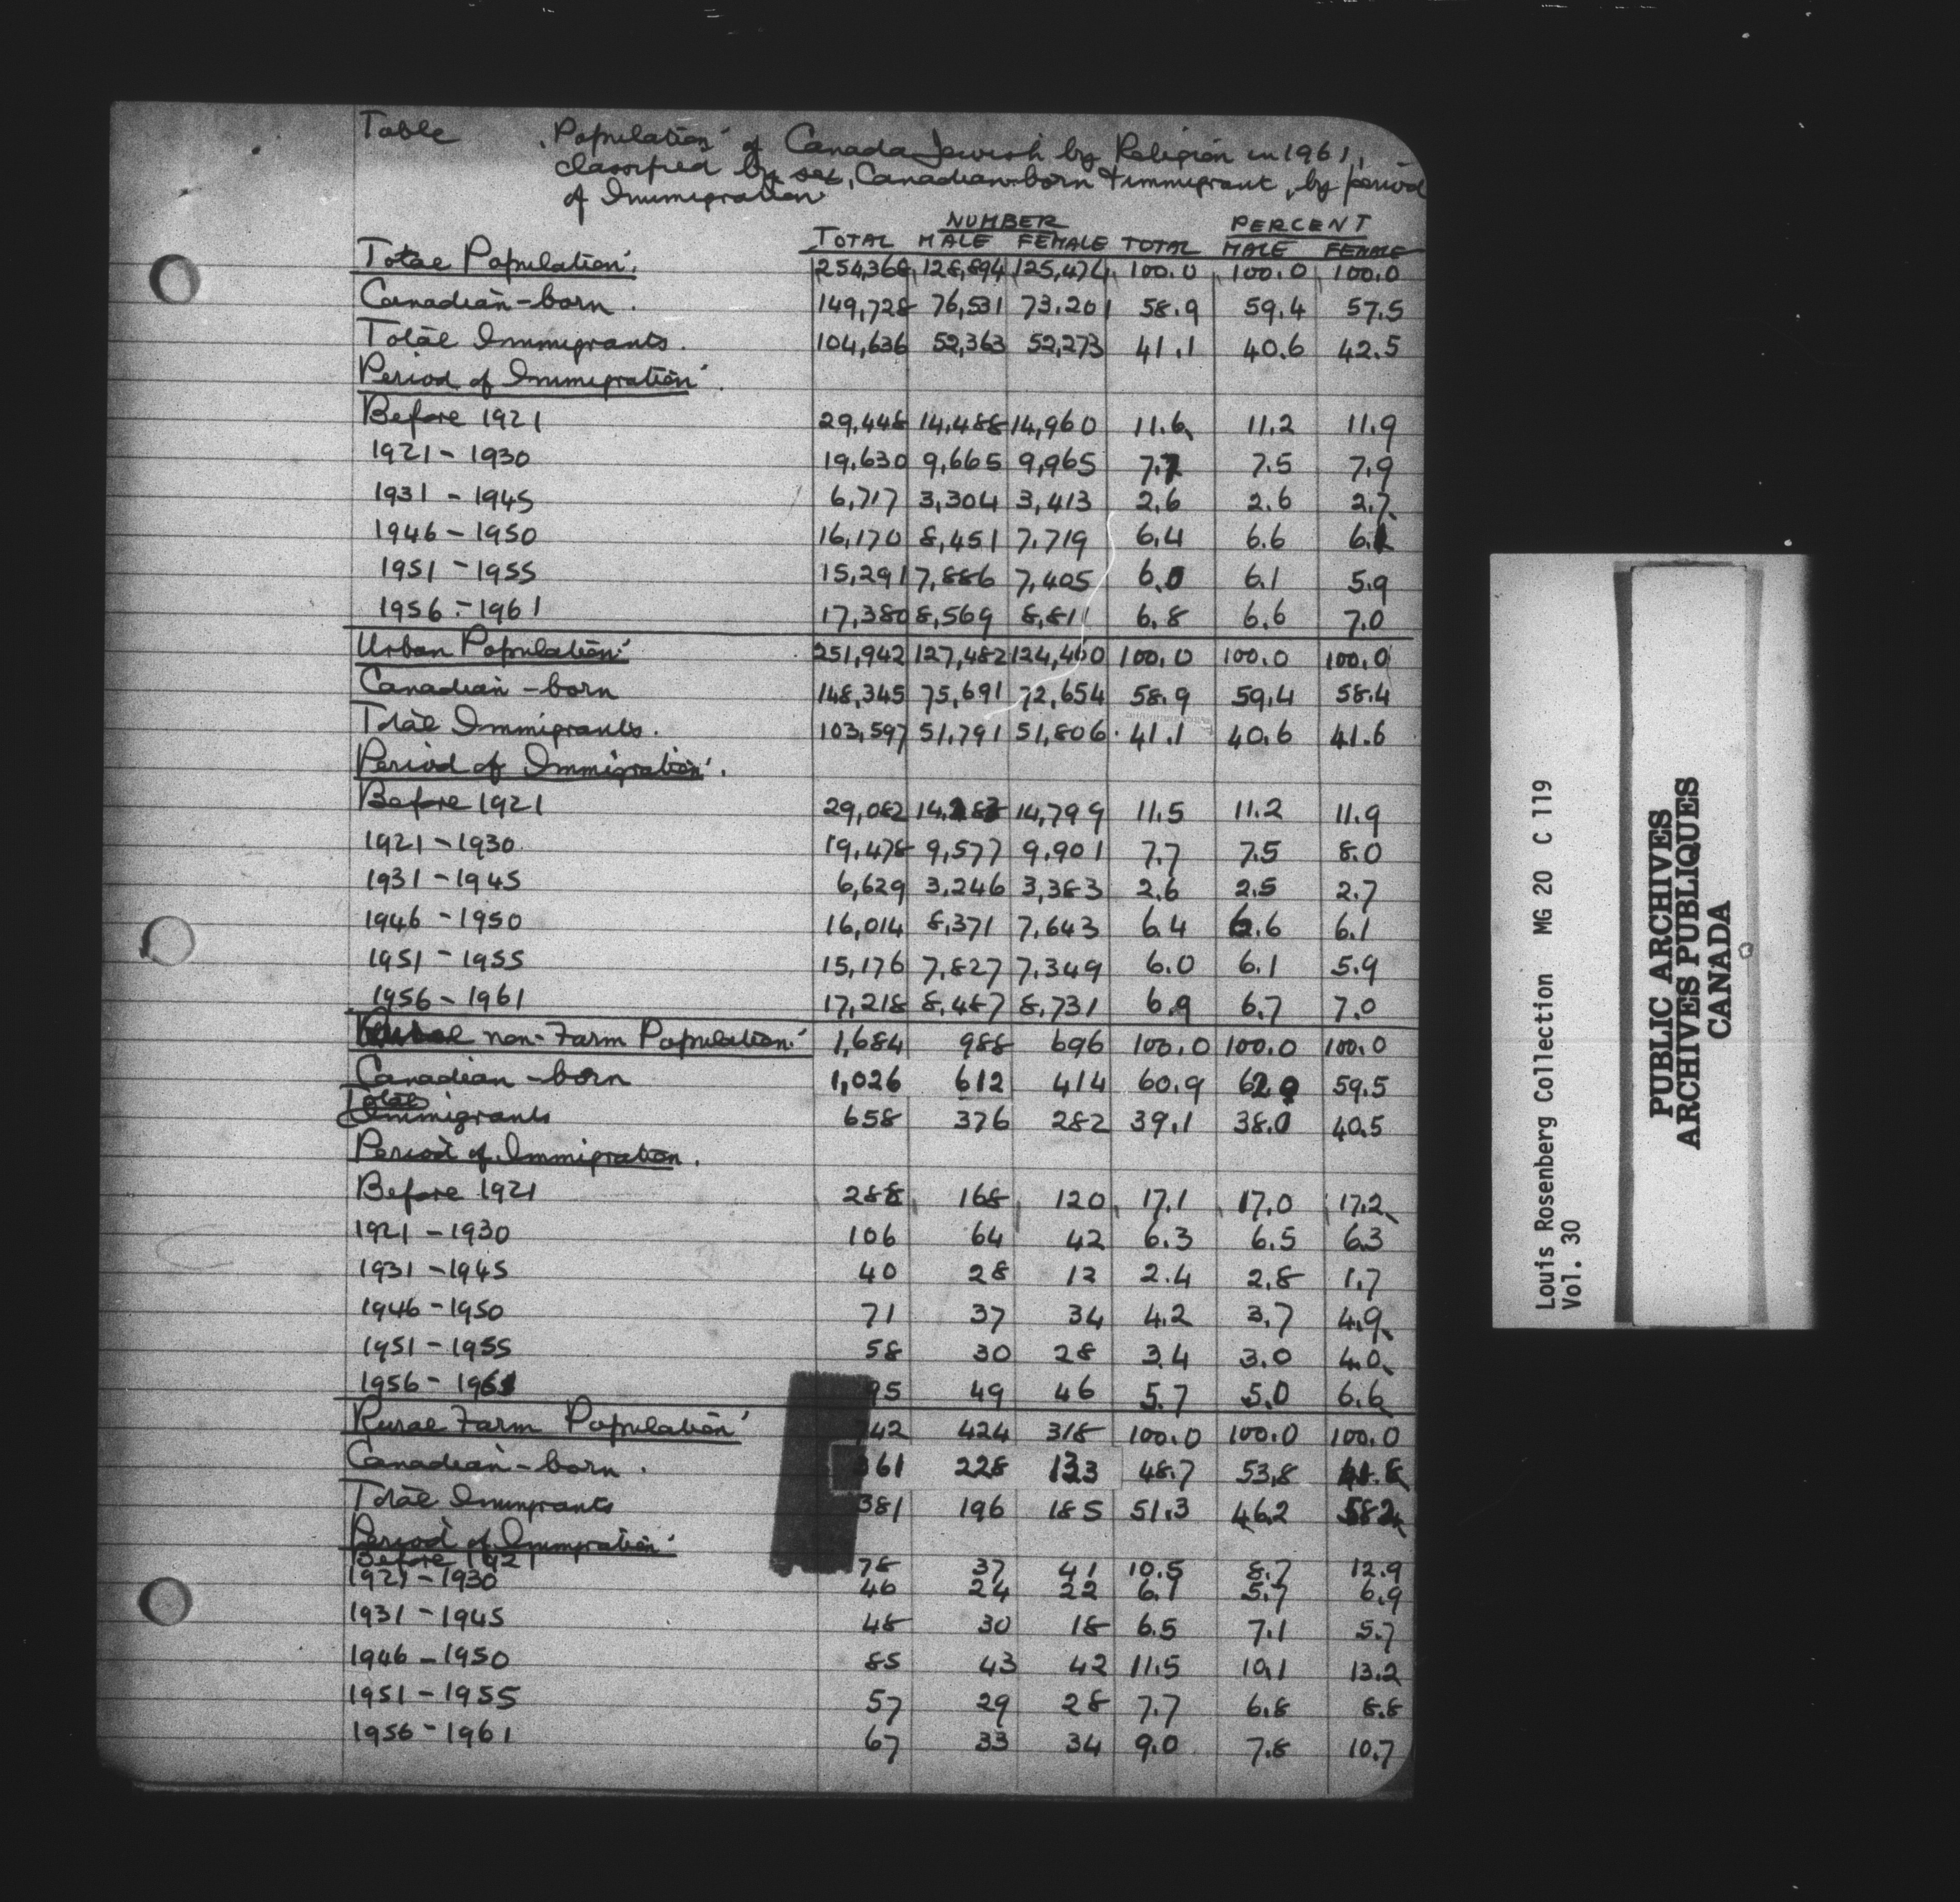 Table Population of Canada Jewish by Religion in 1961,
classified by sex, Canadian-born & immigrant, by period
of Immigration
NUMBER PERCENT
TOTAL MALE FEMALE TOTAL MALE FEMALE
Total Population. 254,368 128,894 125,474 100.0 100.0 100.0
Canadian-born. 149,728 76,531 73,201 58.9 59.4 57.5
Total Immigrants. 104,636 52,363 52,273 41.1 40.6 42.5
Period of Immigration.
Before 1921 29,448 14,488 14,960 11.6 11.2 11.9
1921-1930 19,630 9,665 9,965 7.7 7.5 7.9
1931-1945 6,717 3,304 3,413 2.6 2.6 2.7
1946-1950 16,170 8,451 7,719 6.4 6.6 6.1
1951-1955 15,291 7,886 7,405 6.0 6.1 5.9
1956-1961 17,380 8,569 8,811 6.8 6.6 7.0
Urban Population. 251,942 127,482 124,460 100.0 100.0 100.0
Canadian-born 148,345 75,691 72,654 58.9 59.4 58.4
Total Immigrants. 103,597 51,791 51,806 41.1 40.6 41.6
Period of Immigration.
Before 1921 29,082 14,283 14,799 11.5 11.2 11.9
1921-1930 19,478 9,577 9,901 7.7 7.5 8.0
1931-1945 6,629 3,246 3,383 2.6 2.5 2.7
1946-1950 16,014 8,371 7,643 6.4 6.6 6.1
1951-1955 15,176 7,827 7,349 6.0 6.1 5.9
1956-1961 17,218 8,487 8,731 6.9 6.7 7.0
non-Farm Population. 1,684 988 696 100.0 100.0 100.0
Canadian-born 1,026 612 414 60.9 62.0 59.5
Total
Immigrants 658 376 282 39.1 38.0 40.5
Period of Immigration.
Before 1921 288 168 120 17.1 17.0 17.2
1921-1930 106 64 42 6.3 6.5 6.3
1931-1945 40 28 12 2.4 2.8 1.7
1946-1950 71 37 34 4.2 3.7 4.9
1951-1955 58 30 28 3.4 3.0 4.0
1956-1961 95 49 46 5.7 5.0 6.6
Rural Farm Population 42 424 318 100.0 100.0 100.0
Canadian-born. 361 228 133 48.7 53.8 41.8
Total Immigrants 381 196 185 51.3 46.2 58.2
Period of Immigration
Before 1921 78 37 41 10.5 8.7 12.9
1921-1930 46 24 22 6.1 5.7 6.9
1931-1945 48 30 18 6.5 7.1 5.7
1946-1950 85 43 42 11.5 10.1 13.2
1951-1955 57 29 28 7.7 6.8 8.8
1956-1961 67 33 34 9.0 7.8 10.7
Louis Rosenberg Collection MG 20 C 119
Vol. 30
PUBLIC ARCHIVES
ARCHIVES PUBLIQUES
CANADA